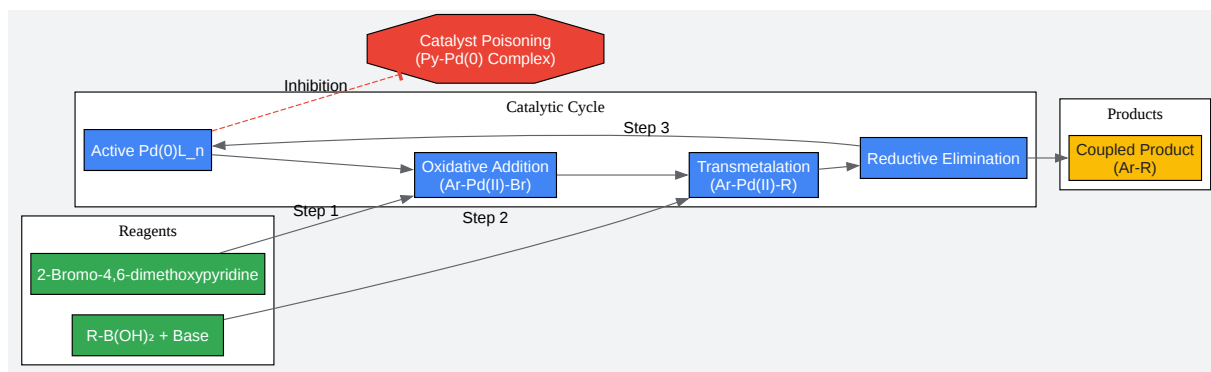 Catalyst Poisoning
(Py-Pd(0) Complex)
Inhibition
Catalytic Cycle
Active Pd(0)L_n
Step 3
Oxidative Addition
(Ar-Pd(II)-Br)
Transmetalation
(Ar-Pd(II)-R)
Reductive Elimination
Products
Coupled Product
(Ar-R)
Step 1
Step 2
Reagents
2-Bromo-4,6-dimethoxypyridine
R-B(OH)₂ + Base